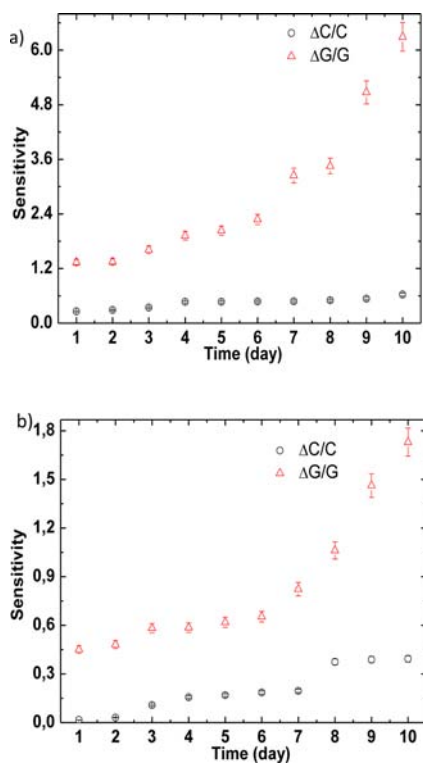 a)
6.0
4.8
3.6
2.4
1.2
0.0
Sensitivity
ΔC/C
ΔG/G
1 2 3 4 5 6 7 8 9 10
Time (day)
b)
1,8
1,5
1,2
0,9
0,6
0,3
0,0
Sensitivity
ΔC/C
ΔG/G
1 2 3 4 5 6 7 8 9 10
Time (day)